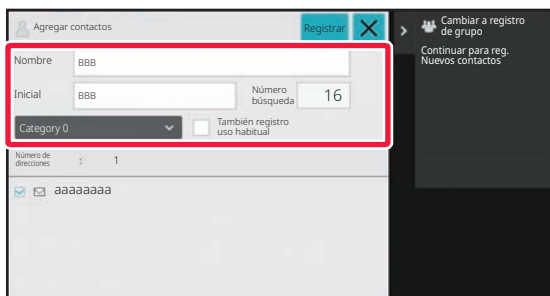 Agregar contactos
Registrar
Cambiar a registro
de grupo
Continuar para reg.
Nuevos contactos
Nombre
BBB
Inicial
BBB
Número
búsqueda
16
Category 0
También registro
uso habitual
Número de
direcciones
:
1
aaaaaaaa